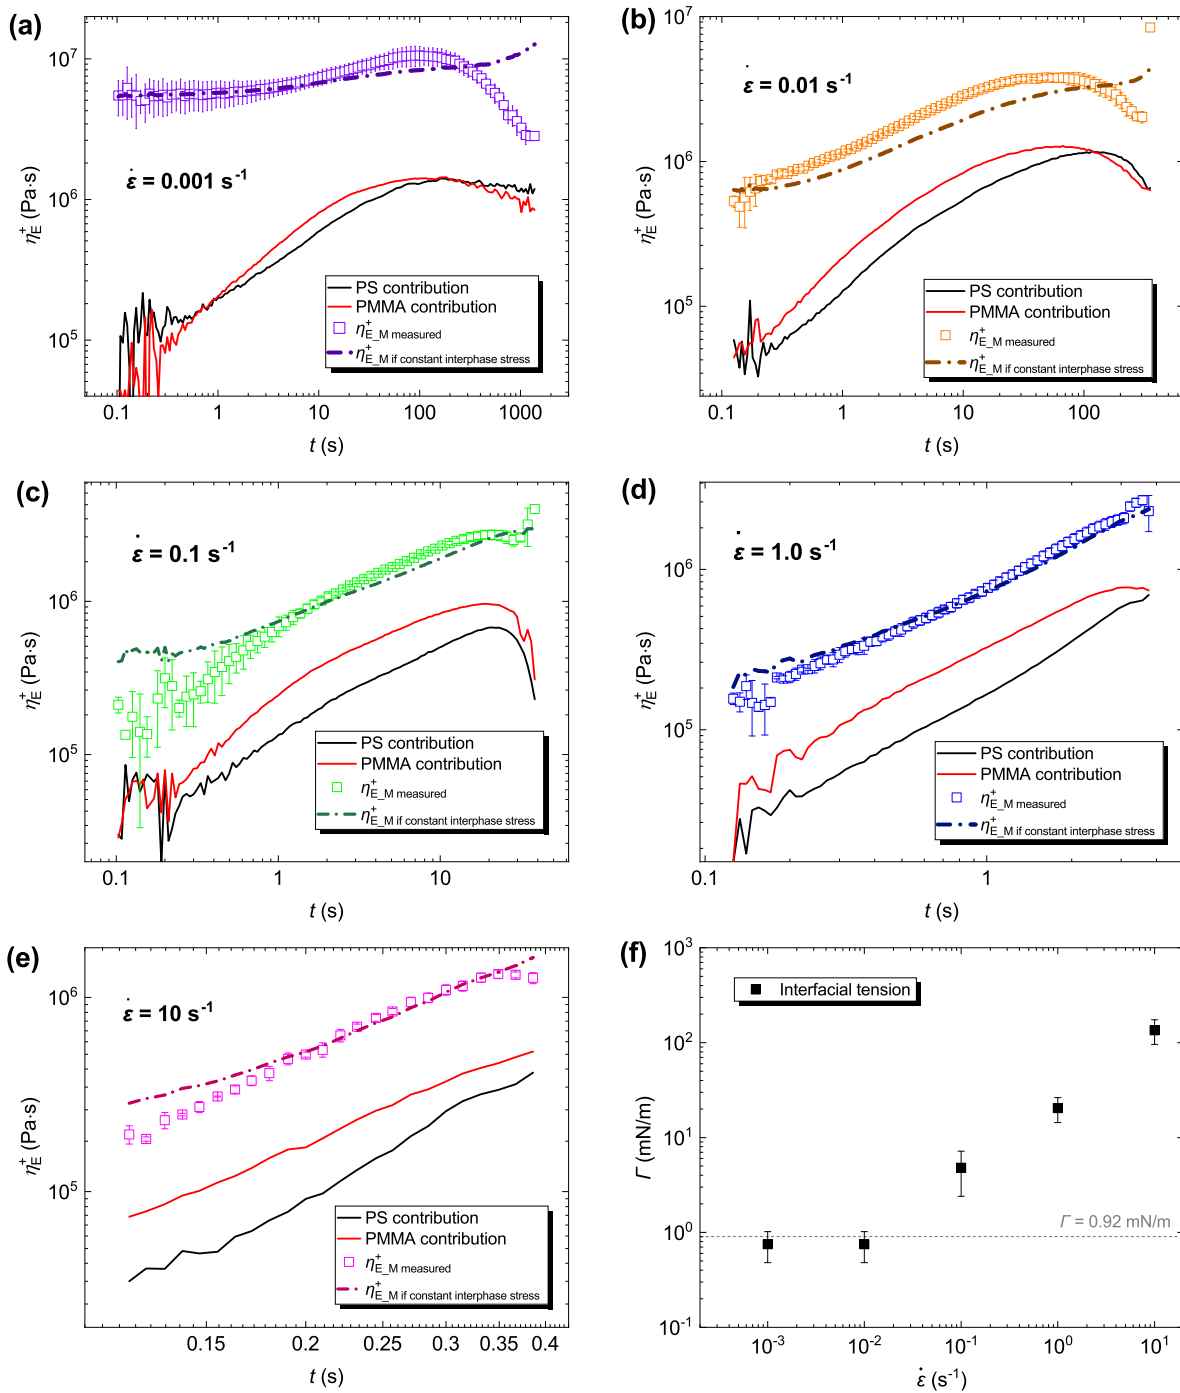 (a)
10⁷
10⁶
10⁵
η⁺E (Pa·s)
ε̇ = 0.001 s⁻¹
PS contribution
PMMA contribution
η⁺E_M measured
η⁺E_M if constant interphase stress
0.1 1 10 100 1000
t (s)
(b)
10⁷
10⁶
10⁵
η⁺E (Pa·s)
ε̇ = 0.01 s⁻¹
PS contribution
PMMA contribution
η⁺E_M measured
η⁺E_M if constant interphase stress
0.1 1 10 100
t (s)
(c)
10⁶
10⁵
η⁺E (Pa·s)
ε̇ = 0.1 s⁻¹
PS contribution
PMMA contribution
η⁺E_M measured
η⁺E_M if constant interphase stress
0.1 1 10
t (s)
(d)
10⁶
10⁵
η⁺E (Pa·s)
ε̇ = 1.0 s⁻¹
PS contribution
PMMA contribution
η⁺E_M measured
η⁺E_M if constant interphase stress
0.1 1
t (s)
(e)
10⁶
10⁵
η⁺E (Pa·s)
ε̇ = 10 s⁻¹
PS contribution
PMMA contribution
η⁺E_M measured
η⁺E_M if constant interphase stress
0.15 0.2 0.25 0.3 0.35 0.4
t (s)
(f)
10³
10²
10¹
10⁰
10⁻¹
Γ (mN/m)
Interfacial tension
Γ = 0.92 mN/m
10⁻³ 10⁻² 10⁻¹ 10⁰ 10¹
ε̇ (s⁻¹)